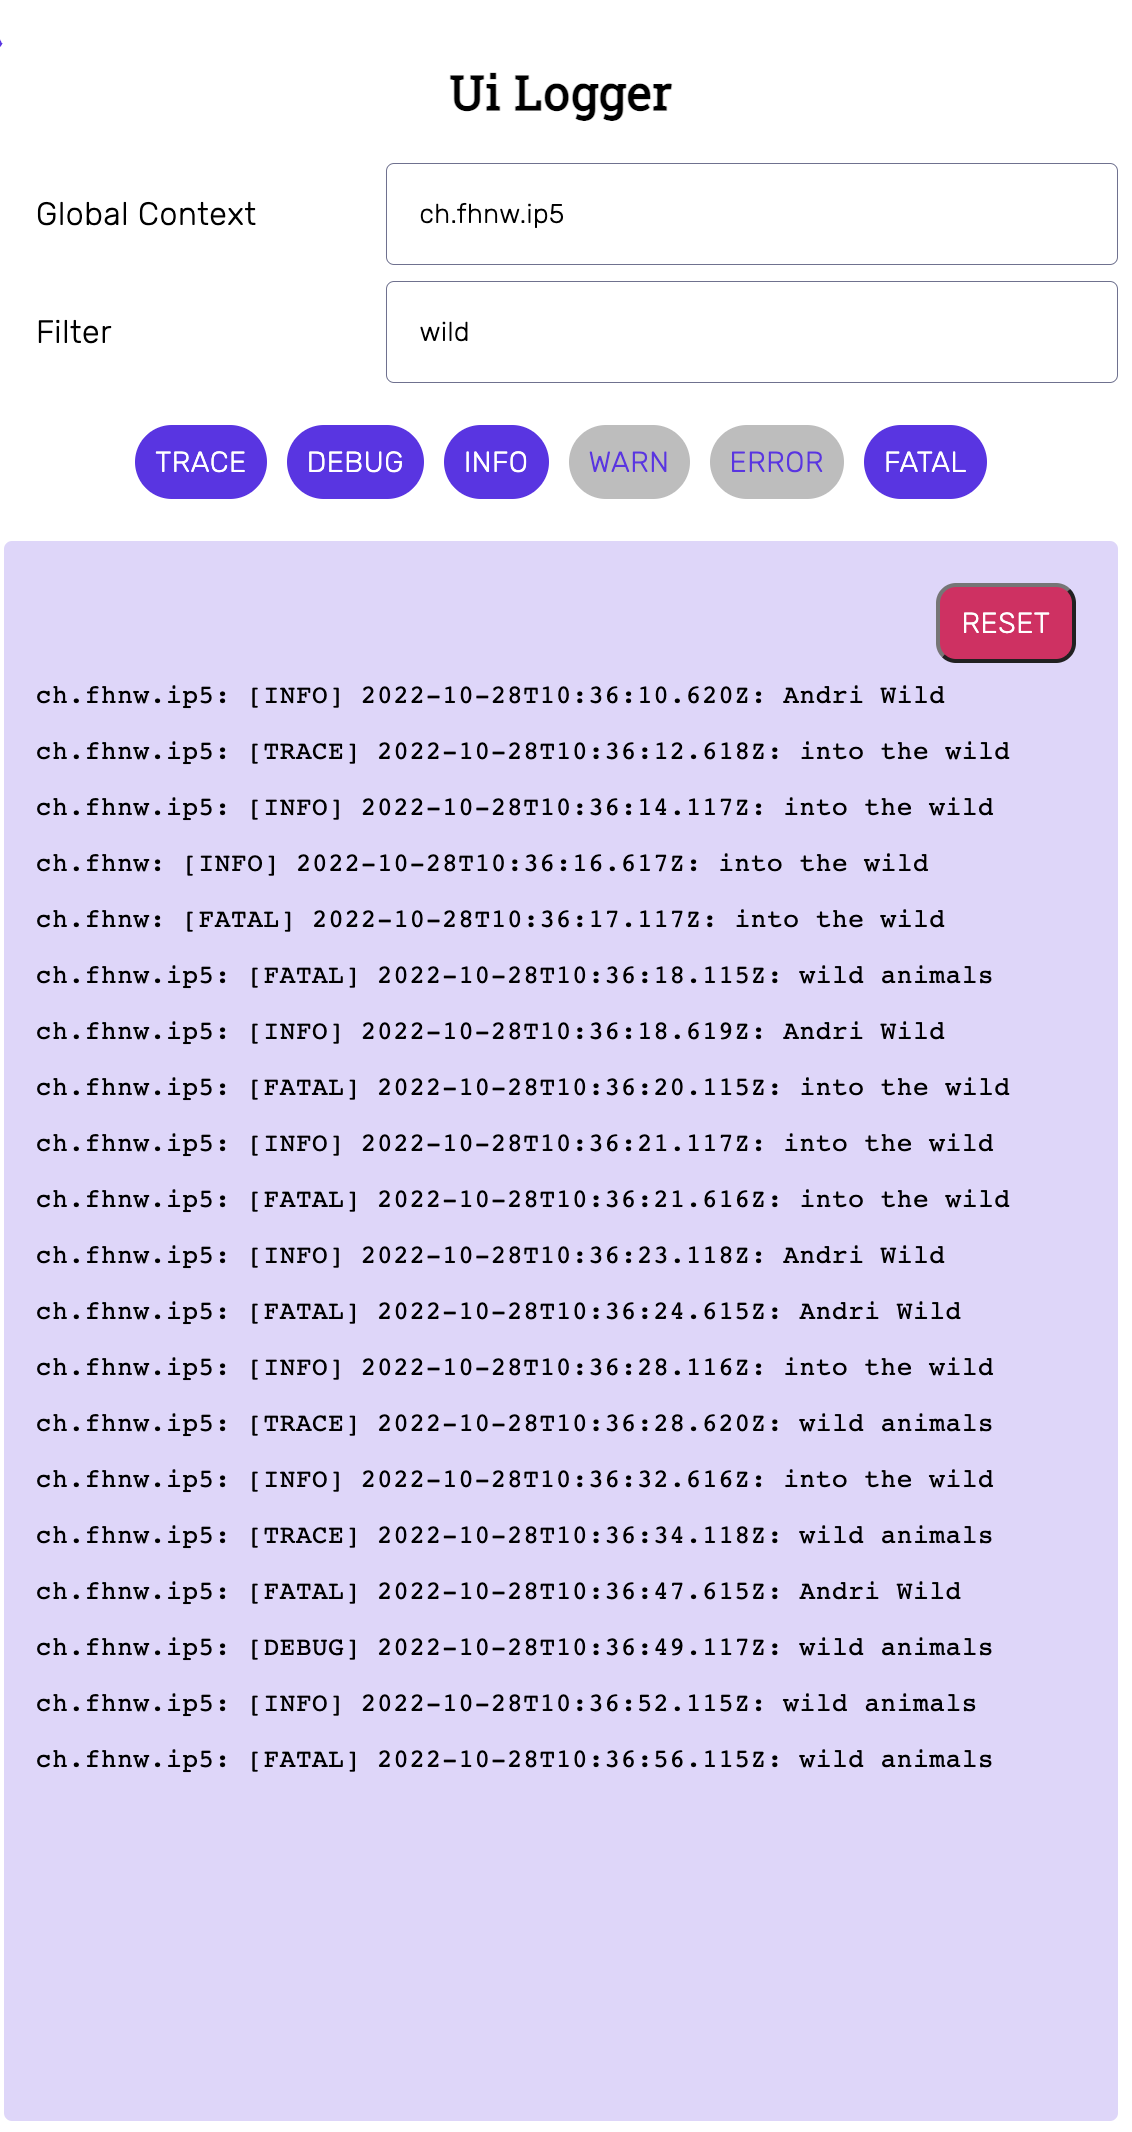 Ui Logger
Global Context
ch.fhnw.ip5
Filter
wild
TRACE DEBUG INFO WARN ERROR FATAL
RESET
ch.fhnw.ip5: [INFO] 2022-10-28T10:36:10.620Z: Andri Wild
ch.fhnw.ip5: [TRACE] 2022-10-28T10:36:12.618Z: into the wild
ch.fhnw.ip5: [INFO] 2022-10-28T10:36:14.117Z: into the wild
ch.fhnw: [INFO] 2022-10-28T10:36:16.617Z: into the wild
ch.fhnw: [FATAL] 2022-10-28T10:36:17.117Z: into the wild
ch.fhnw.ip5: [FATAL] 2022-10-28T10:36:18.115Z: wild animals
ch.fhnw.ip5: [INFO] 2022-10-28T10:36:18.619Z: Andri Wild
ch.fhnw.ip5: [FATAL] 2022-10-28T10:36:20.115Z: into the wild
ch.fhnw.ip5: [INFO] 2022-10-28T10:36:21.117Z: into the wild
ch.fhnw.ip5: [FATAL] 2022-10-28T10:36:21.616Z: into the wild
ch.fhnw.ip5: [INFO] 2022-10-28T10:36:23.118Z: Andri Wild
ch.fhnw.ip5: [FATAL] 2022-10-28T10:36:24.615Z: Andri Wild
ch.fhnw.ip5: [INFO] 2022-10-28T10:36:28.116Z: into the wild
ch.fhnw.ip5: [TRACE] 2022-10-28T10:36:28.620Z: wild animals
ch.fhnw.ip5: [INFO] 2022-10-28T10:36:32.616Z: into the wild
ch.fhnw.ip5: [TRACE] 2022-10-28T10:36:34.118Z: wild animals
ch.fhnw.ip5: [FATAL] 2022-10-28T10:36:47.615Z: Andri Wild
ch.fhnw.ip5: [DEBUG] 2022-10-28T10:36:49.117Z: wild animals
ch.fhnw.ip5: [INFO] 2022-10-28T10:36:52.115Z: wild animals
ch.fhnw.ip5: [FATAL] 2022-10-28T10:36:56.115Z: wild animals